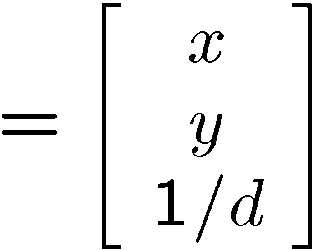 x
= y
1/d